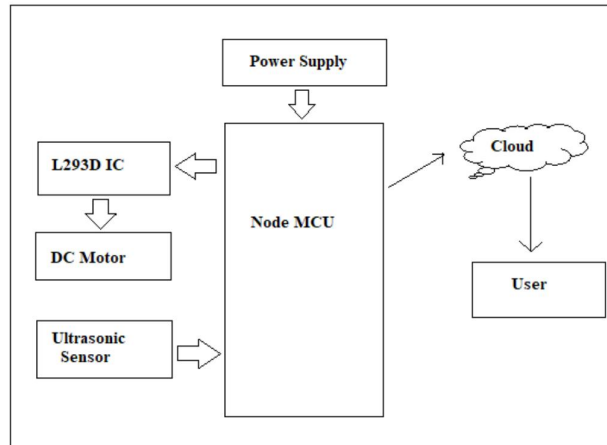 Power Supply
L293D IC
Cloud
Node MCU
DC Motor
User
Ultrasonic
Sensor